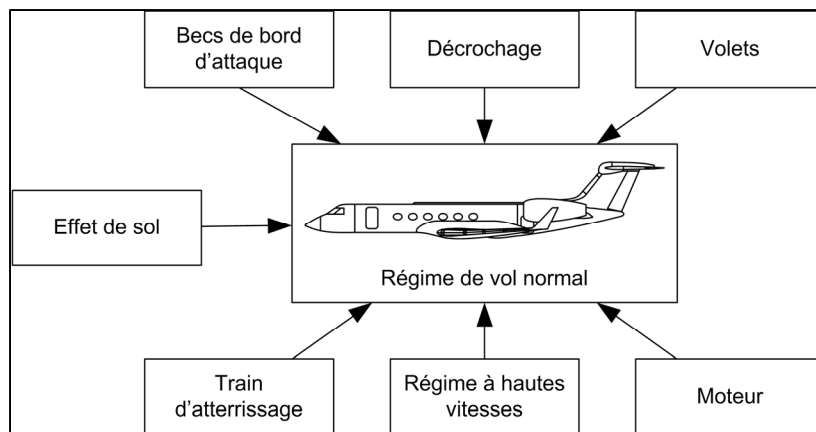 Becs de bord
d'attaque
Décrochage
Volets
Effet de sol
Régime de vol normal
Train
d'atterrissage
Régime à hautes
vitesses
Moteur